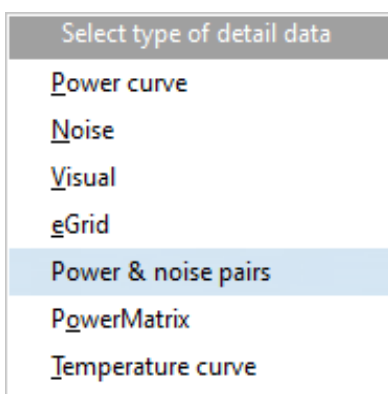 Select type of detail data
Power curve
Noise
Visual
eGrid
Power & noise pairs
PowerMatrix
Temperature curve